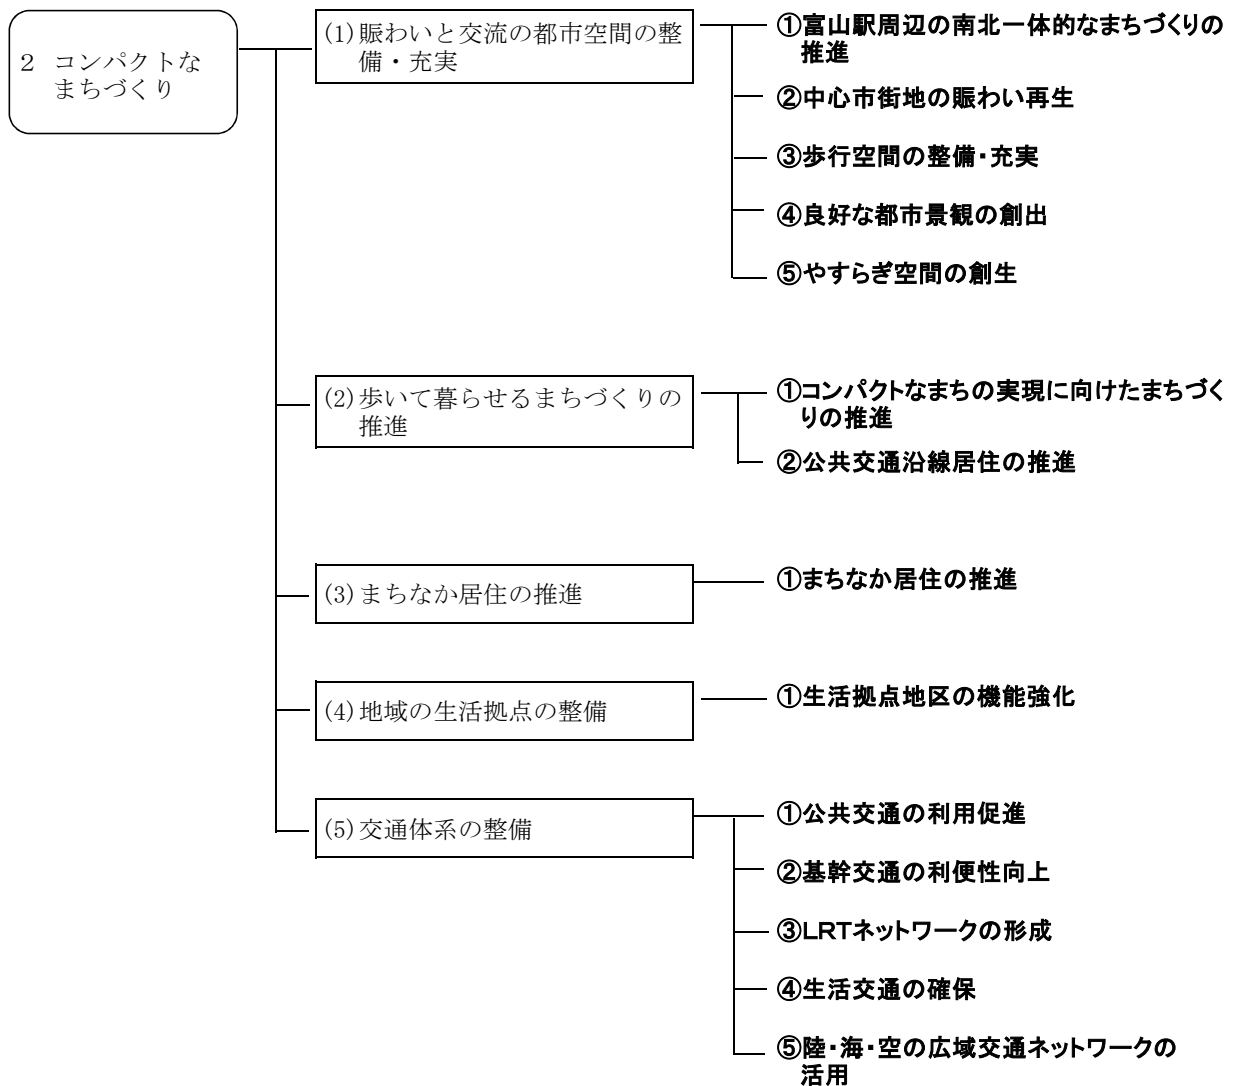 2 コンパクトな
まちづくり
(1)賑わいと交流の都市空間の整
備・充実
①富山駅周辺の南北一体的なまちづくりの
推進
②中心市街地の賑わい再生
③歩行空間の整備・充実
④良好な都市景観の創出
⑤やすらぎ空間の創生
(2)歩いて暮らせるまちづくりの
推進
①コンパクトなまちの実現に向けたまちづく
りの推進
②公共交通沿線居住の推進
(3)まちなか居住の推進
①まちなか居住の推進
(4)地域の生活拠点の整備
①生活拠点地区の機能強化
(5)交通体系の整備
①公共交通の利用促進
②基幹交通の利便性向上
③LRTネットワークの形成
④生活交通の確保
⑤陸・海・空の広域交通ネットワークの
活用